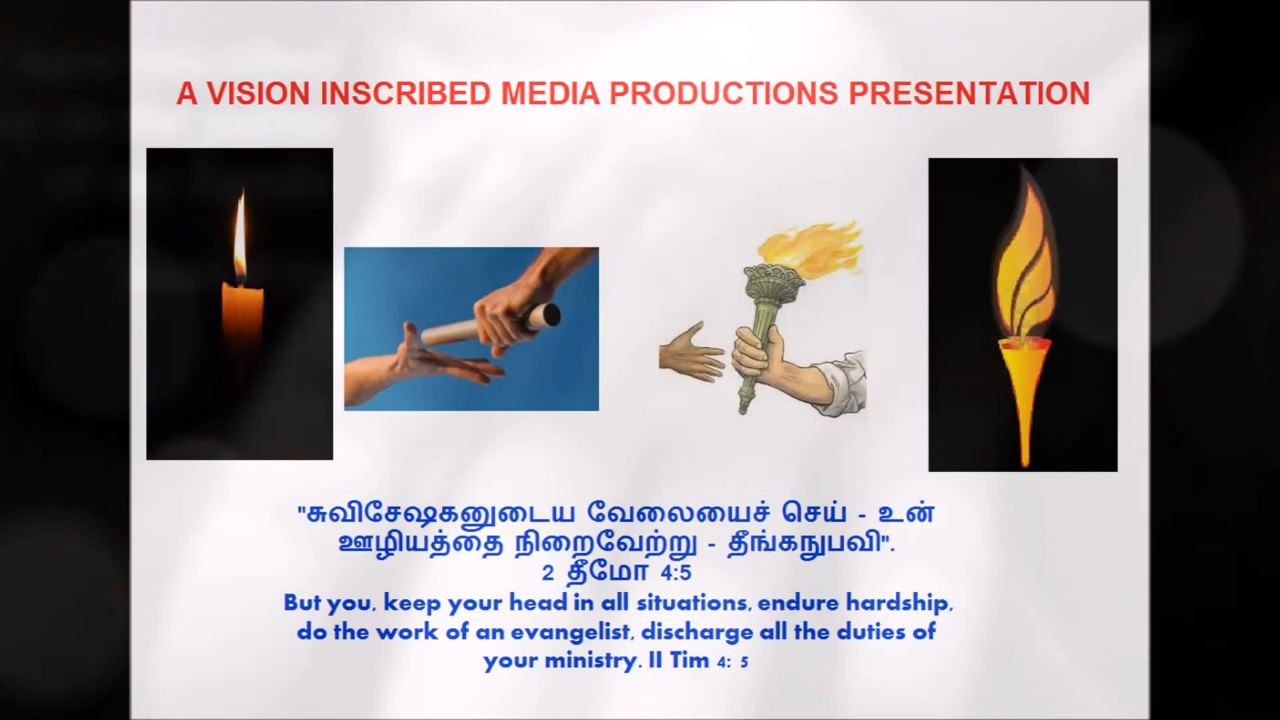 A VISION INSCRIBED MEDIA PRODUCTIONS PRESENTATION
"சுவிசேஷகனுடைய வேலையைச் செய் - உன்
ஊழியத்தை நிறைவேற்று - தீங்கநுபவி".
2 தீமோ 4:5
But you, keep your head in all situations, endure hardship,
do the work of an evangelist, discharge all the duties of
your ministry. II Tim 4: 5